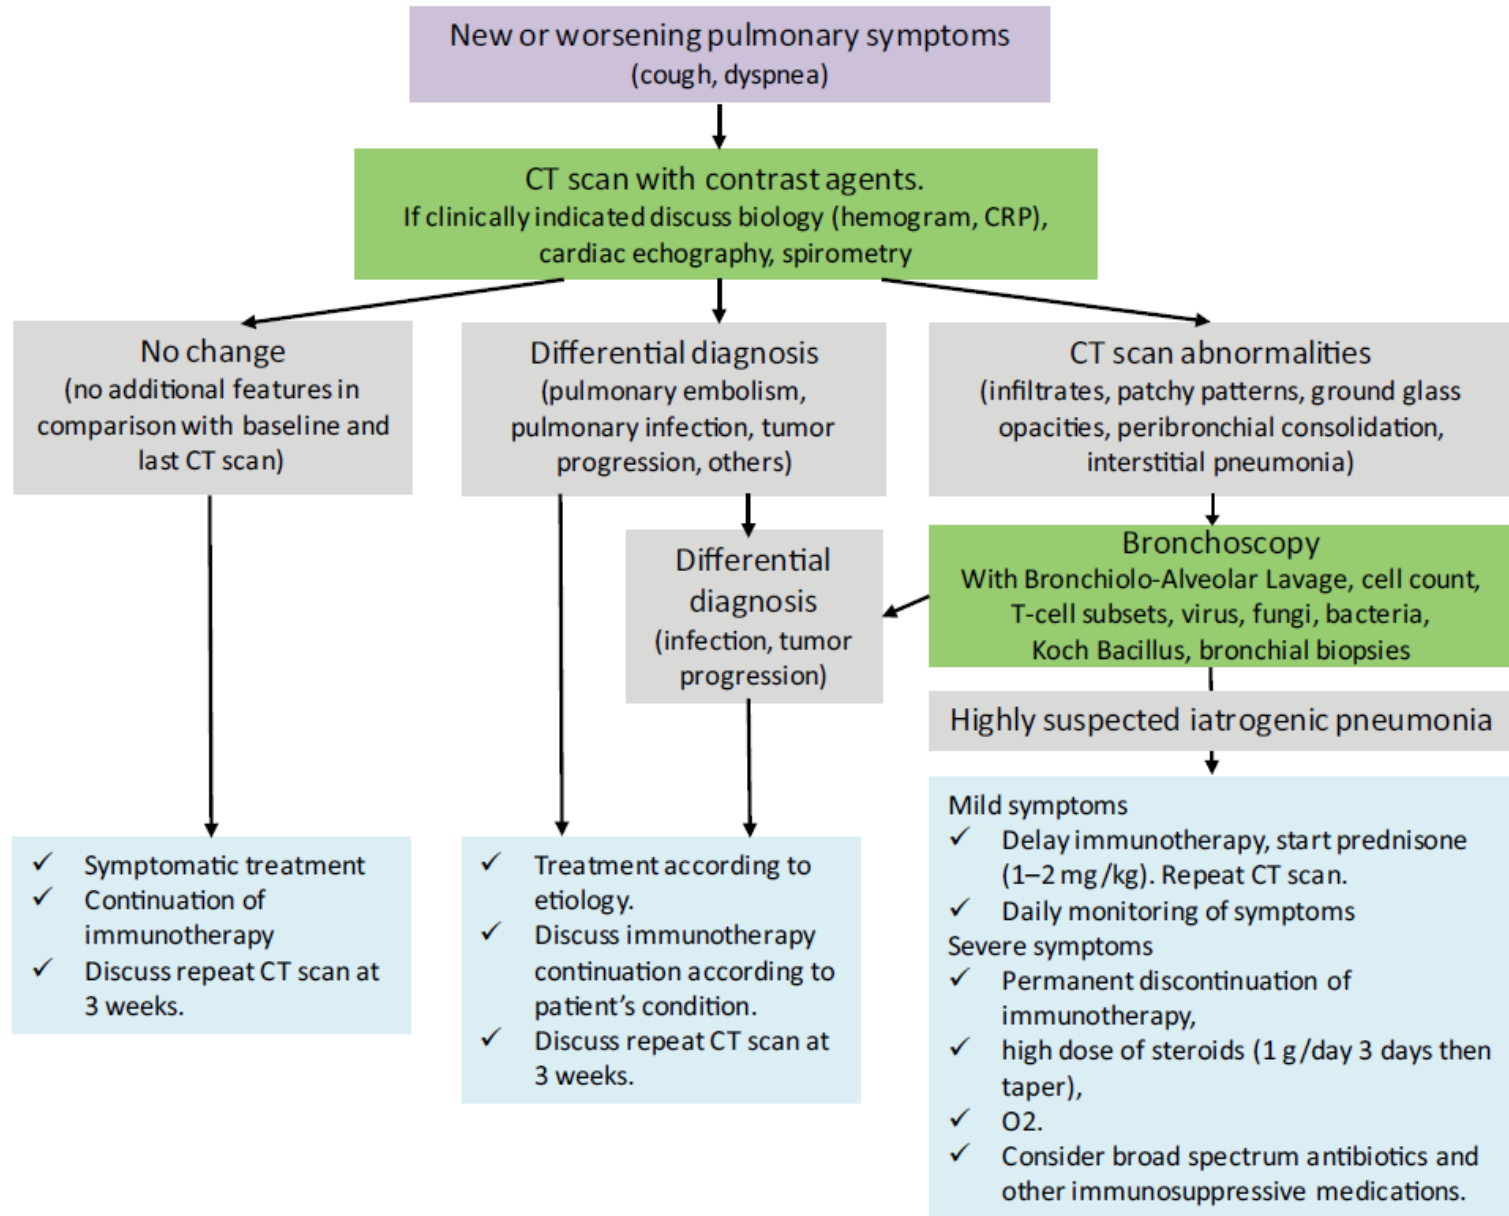 New or worsening pulmonary symptoms
(cough, dyspnea)
CT scan with contrast agents.
If clinically indicated discuss biology (hemogram, CRP),
cardiac echography, spirometry
No change
(no additional features in
comparison with baseline and
last CT scan)
Differential diagnosis
(pulmonary embolism,
pulmonary infection, tumor
progression, others)
CT scan abnormalities
(infiltrates, patchy patterns, ground glass
opacities, peribronchial consolidation,
interstitial pneumonia)
Differential
diagnosis
(infection, tumor
progression)
Bronchoscopy
With Bronchiolo-Alveolar Lavage, cell count,
T-cell subsets, virus, fungi, bacteria,
Koch Bacillus, bronchial biopsies
Highly suspected iatrogenic pneumonia
✓ Symptomatic treatment
✓ Continuation of
immunotherapy
✓ Discuss repeat CT scan at
3 weeks.
✓ Treatment according to
etiology.
✓ Discuss immunotherapy
continuation according to
patient’s condition.
✓ Discuss repeat CT scan at
3 weeks.
Mild symptoms
✓ Delay immunotherapy, start prednisone
(1–2 mg/kg). Repeat CT scan.
✓ Daily monitoring of symptoms
Severe symptoms
✓ Permanent discontinuation of
immunotherapy,
✓ high dose of steroids (1 g/day 3 days then
taper),
✓ O2.
✓ Consider broad spectrum antibiotics and
other immunosuppressive medications.